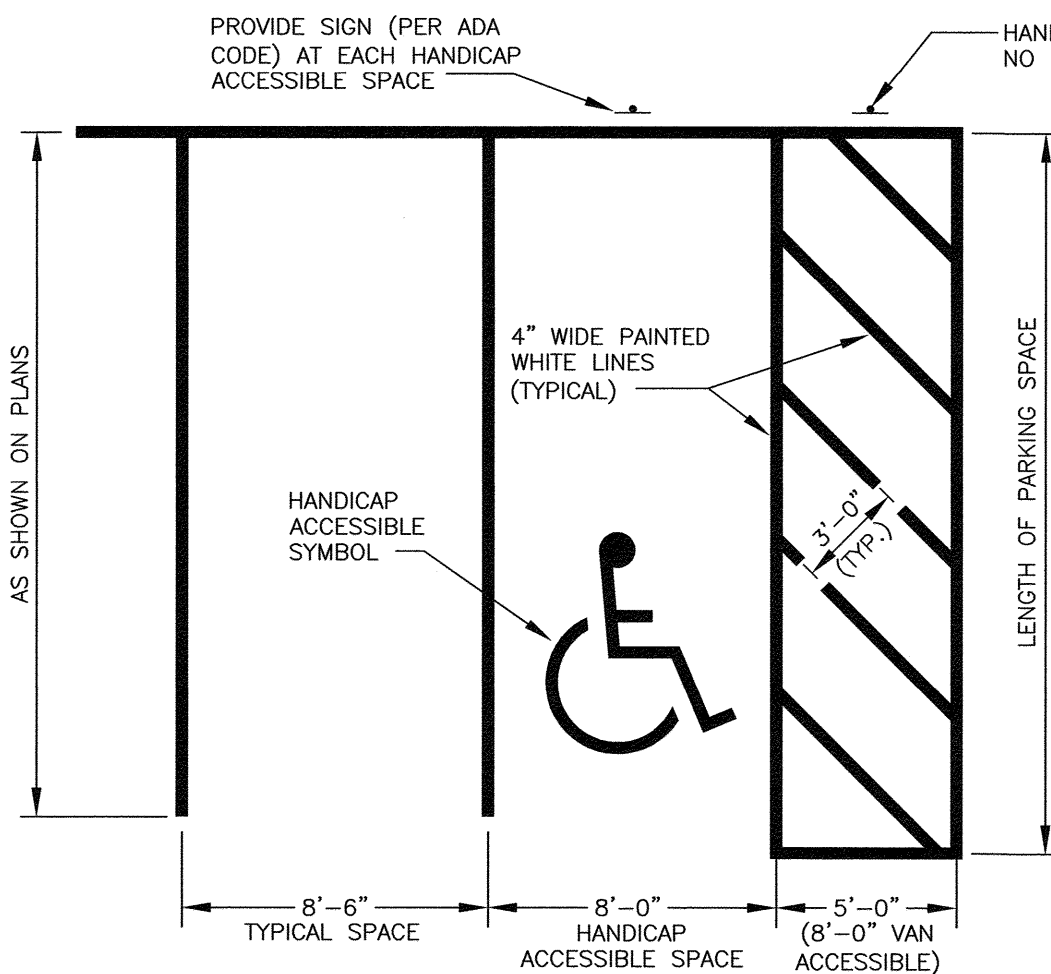 PROVIDE SIGN (PER ADA
CODE) AT EACH HANDICAP
ACCESSIBLE SPACE
NO
AS SHOWN ON PLANS
4" WIDE PAINTED
WHITE LINES
(TYPICAL)
HANDICAP
ACCESSIBLE
SYMBOL
3'-0"
(TYP.)
LENGTH OF PARKING SPACE
8'-6"
TYPICAL SPACE
8'-0"
HANDICAP
ACCESSIBLE SPACE
5'-0"
(8'-0" VAN
ACCESSIBLE)